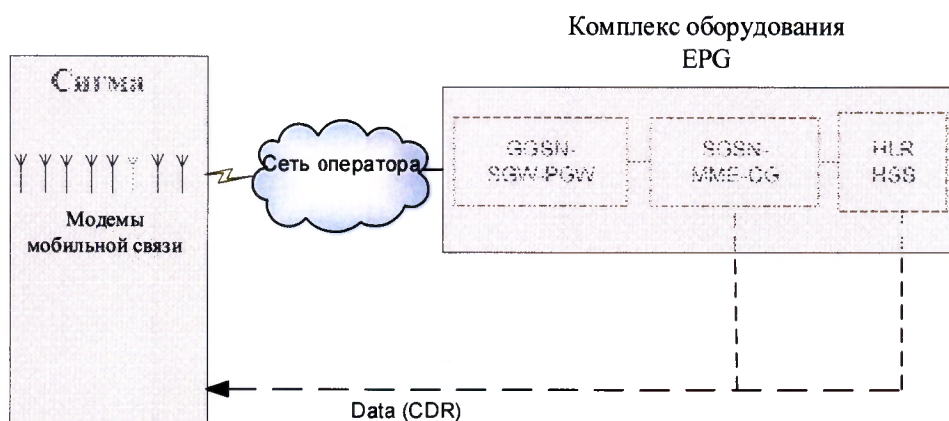 Комплекс оборудования
EPG
Сигма
Модемы
мобильной связи
Сеть оператора
GGSN-
SGW-PGW
SGSN-
MME-CG
HLR
HSS
Data (CDR)